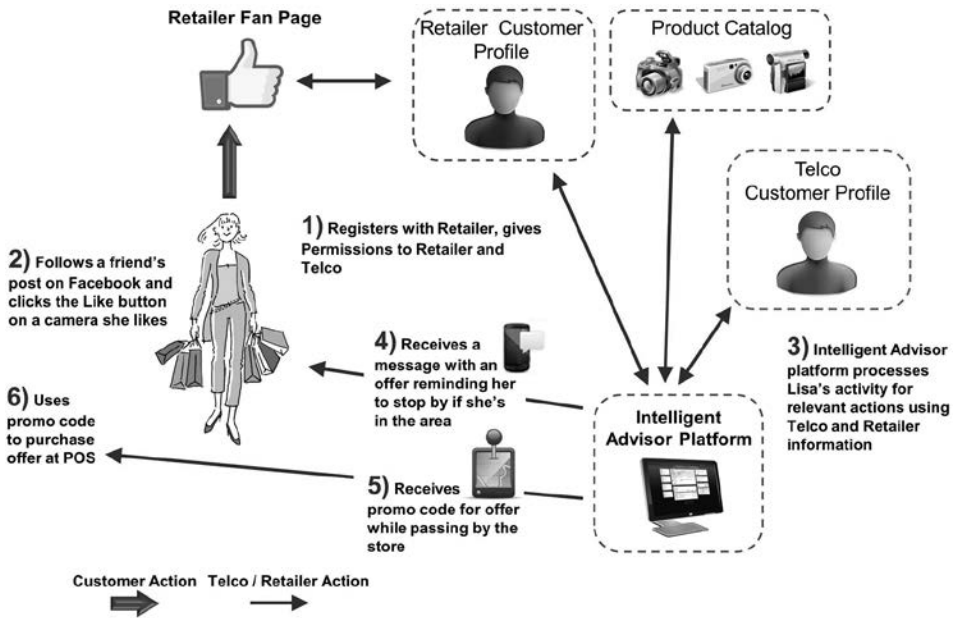 Retailer Fan Page
Retailer Customer
Profile
Product Catalog
Telco
Customer Profile
1) Registers with Retailer, gives
Permissions to Retailer and
Telco
2) Follows a friend's
post on Facebook and
clicks the Like button
on a camera she likes
3) Intelligent Advisor
platform processes
Lisa's activity for
relevant actions using
Telco and Retailer
information
4) Receives a
message with an
offer reminding her
to stop by if she's
in the area
Intelligent
Advisor Platform
5) Receives
promo code for offer
while passing by the
store
6) Uses
promo code
to purchase
offer at POS
Customer Action
Telco / Retailer Action